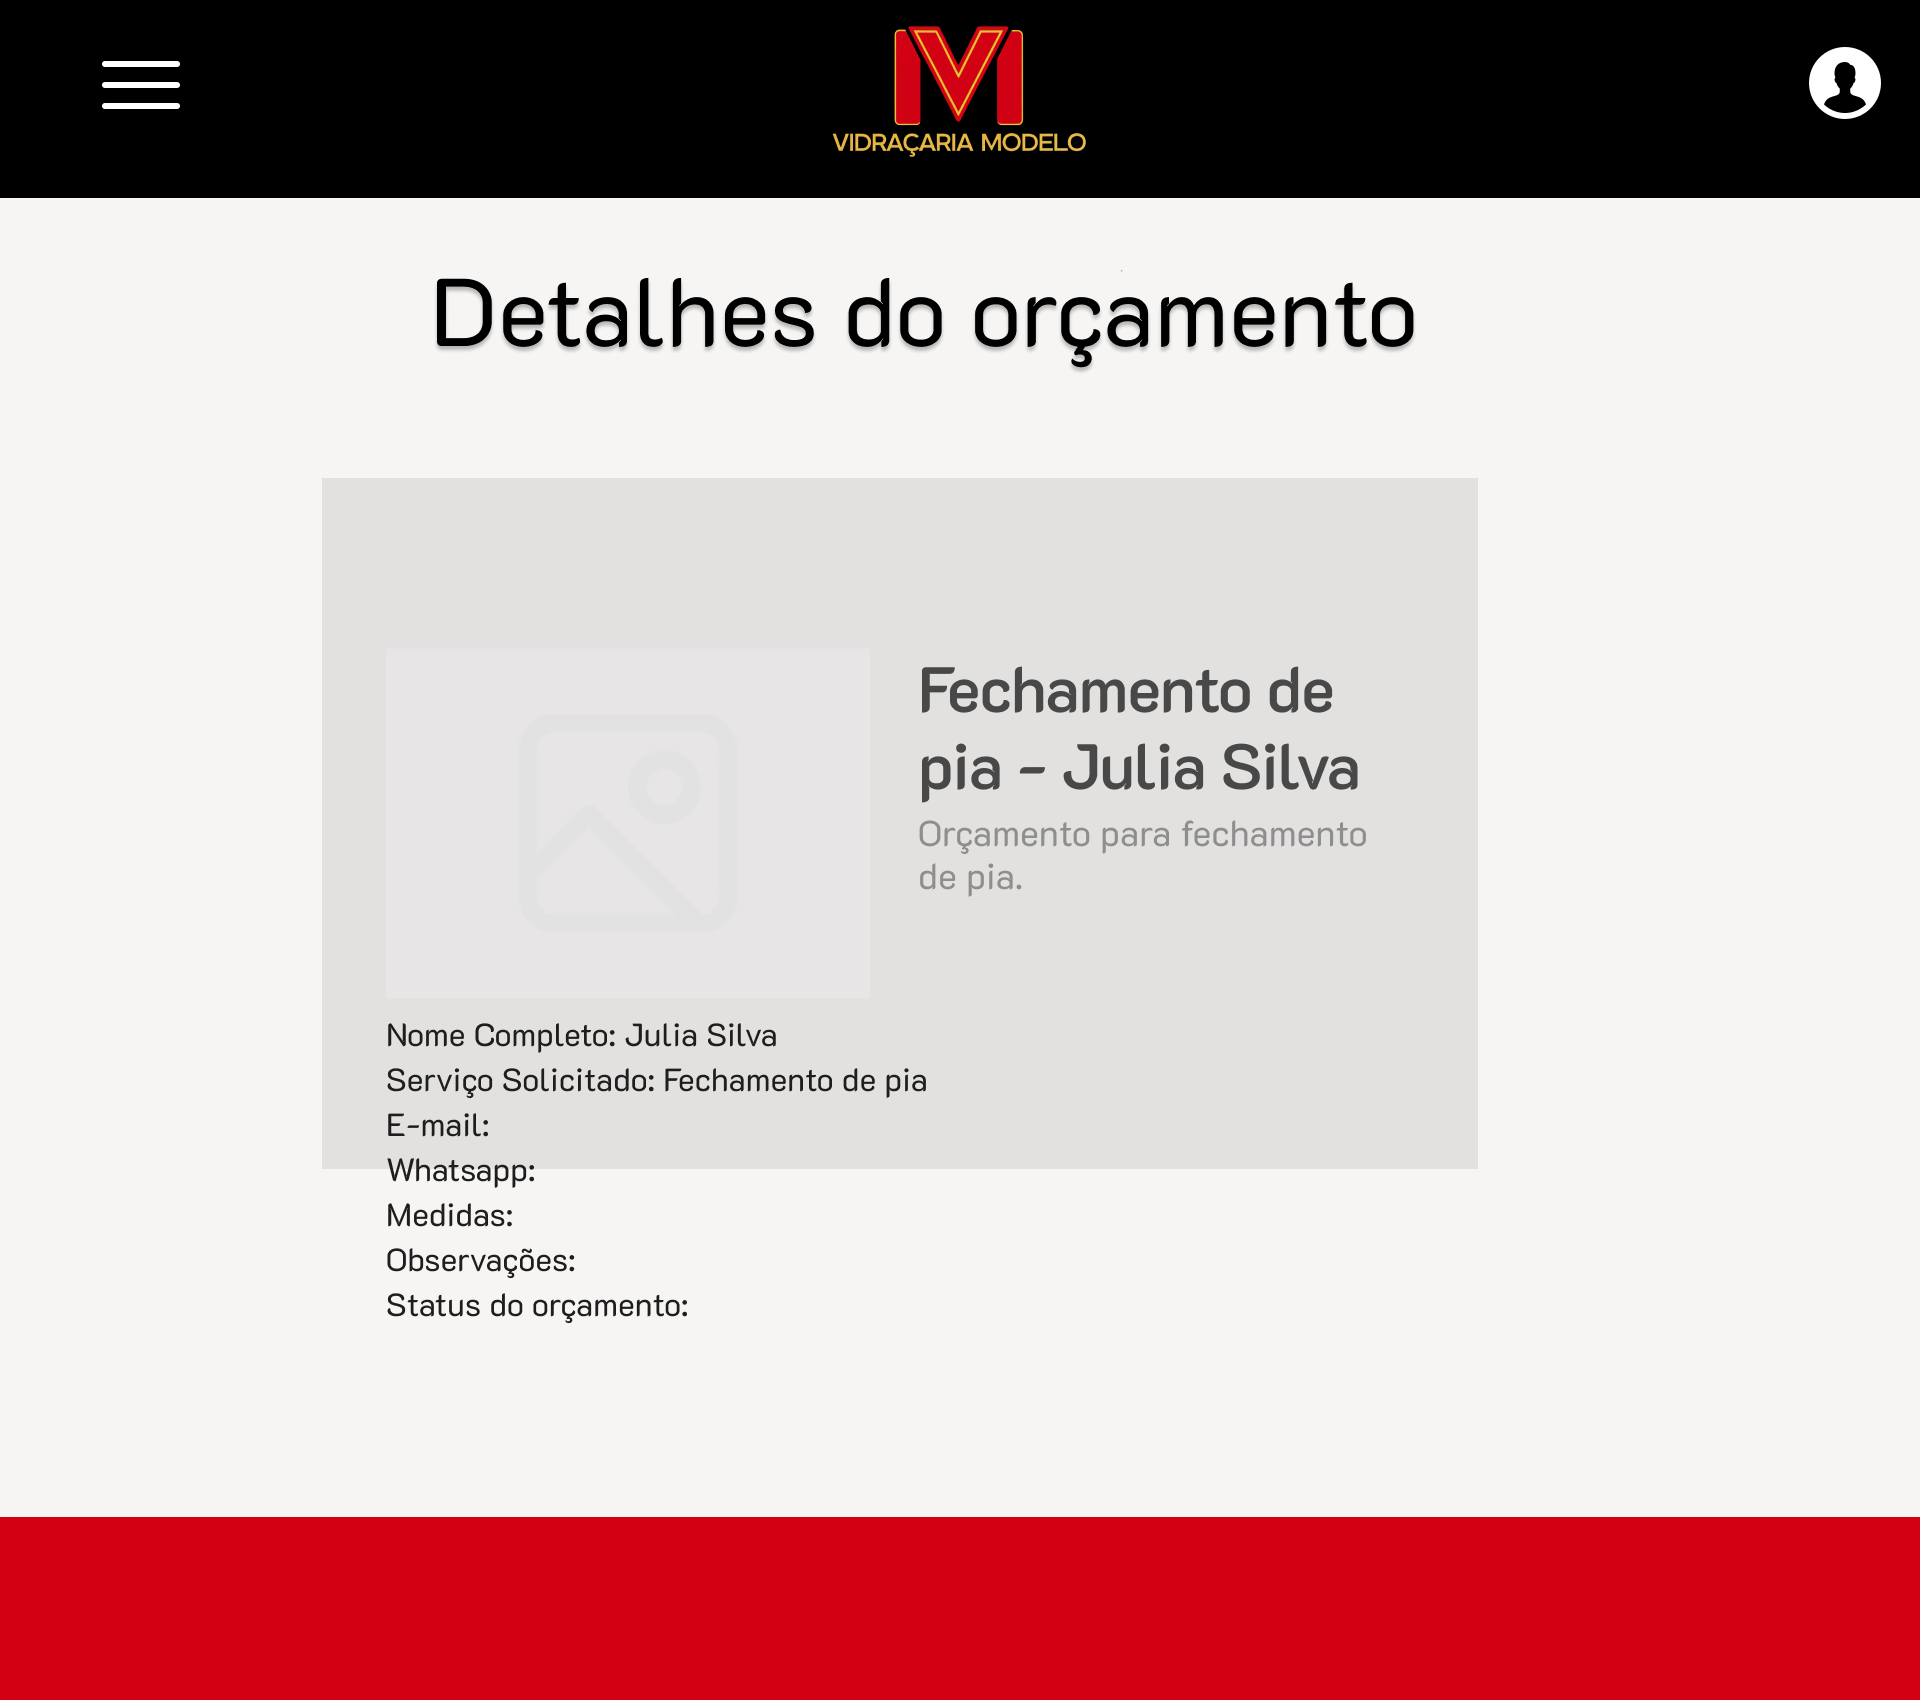 VIDRAÇARIA MODELO
Detalhes do orçamento
Fechamento de
pia - Julia Silva
Orçamento para fechamento
de pia.
Nome Completo: Julia Silva
Serviço Solicitado: Fechamento de pia
E-mail:
Whatsapp:
Medidas:
Observações:
Status do orçamento: